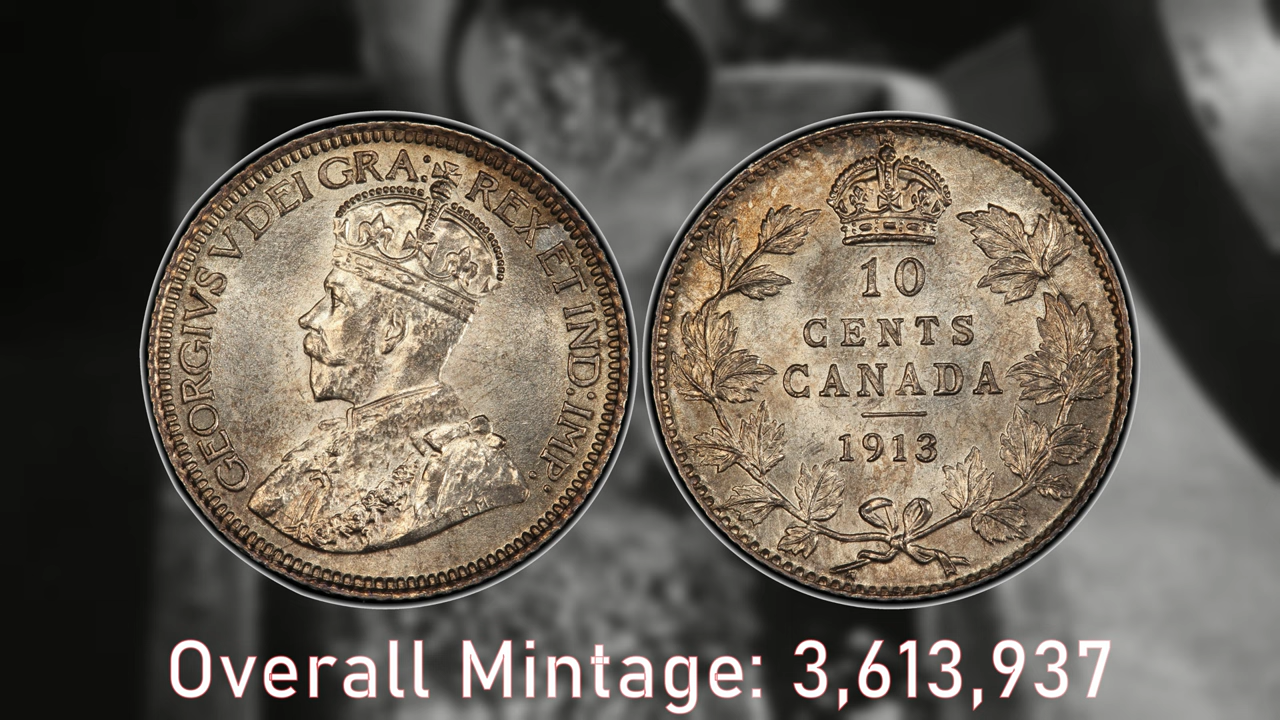 GEORGIVS V DEI GRA: REX ET IND: IMP:
B.M.
10
CENTS
CANADA
1913
Overall Mintage: 3,613,937